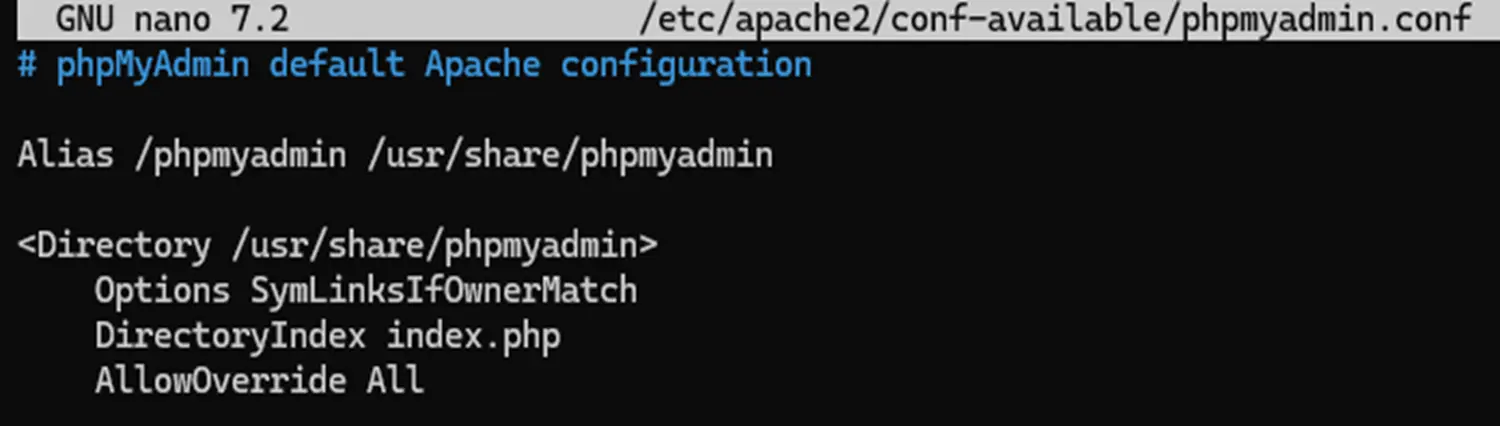 GNU nano 7.2 /etc/apache2/conf-available/phpmyadmin.conf
# phpMyAdmin default Apache configuration
Alias /phpmyadmin /usr/share/phpmyadmin
<Directory /usr/share/phpmyadmin>
Options SymLinksIfOwnerMatch
DirectoryIndex index.php
AllowOverride All